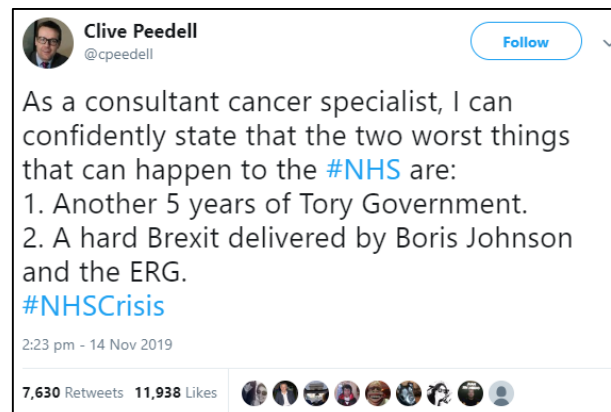 Clive Peedell
@cpeedell
Follow
As a consultant cancer specialist, I can
confidently state that the two worst things
that can happen to the #NHS are:
1. Another 5 years of Tory Government.
2. A hard Brexit delivered by Boris Johnson
and the ERG.
#NHSCrisis
2:23 pm - 14 Nov 2019
7,630 Retweets 11,938 Likes